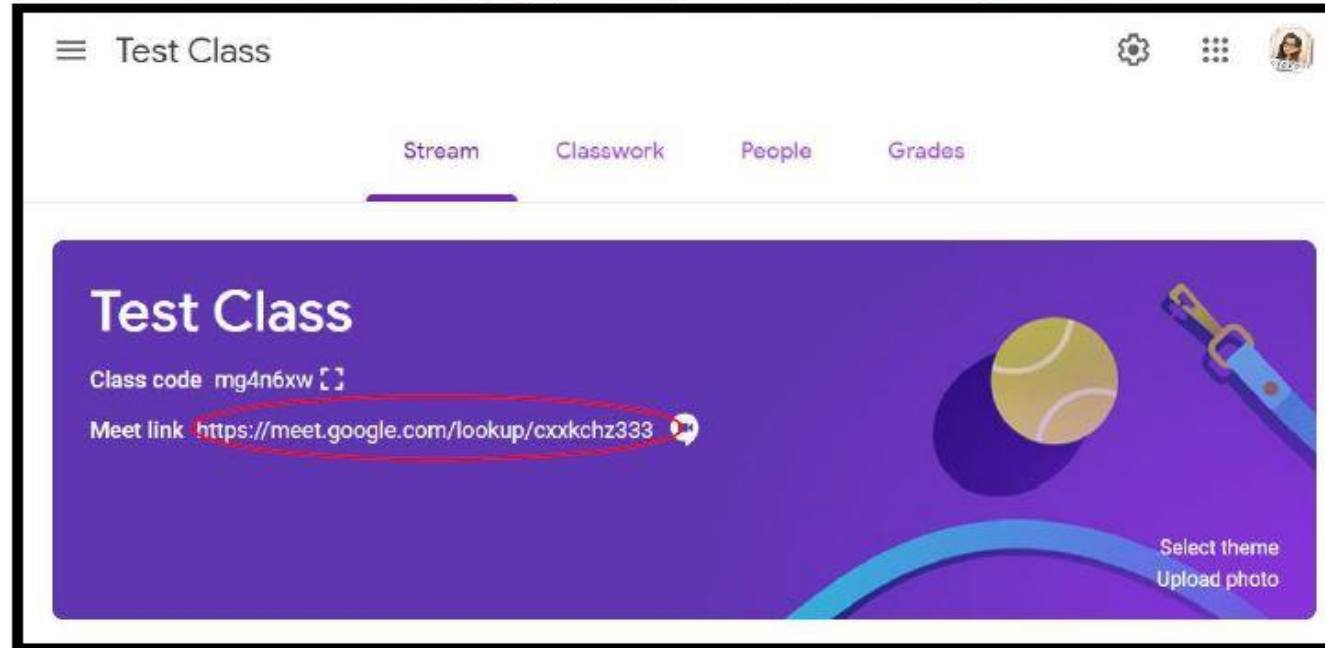 Test Class
Stream Classwork People Grades
Test Class
Class code mg4n6xw
Meet link https://meet.google.com/lookup/cxxkchz333
Select theme
Upload photo